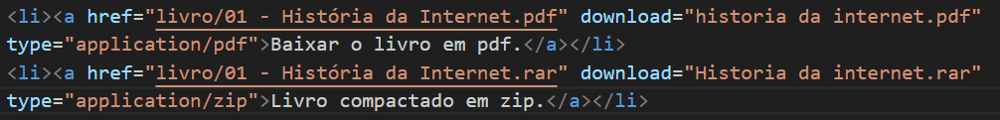 <li><a href="livro/01 - História da Internet.pdf" download="historia da internet.pdf"
type="application/pdf">Baixar o livro em pdf.</a></li>
<li><a href="livro/01 - História da Internet.rar" download="Historia da internet.rar"
type="application/zip">Livro compactado em zip.</a></li>